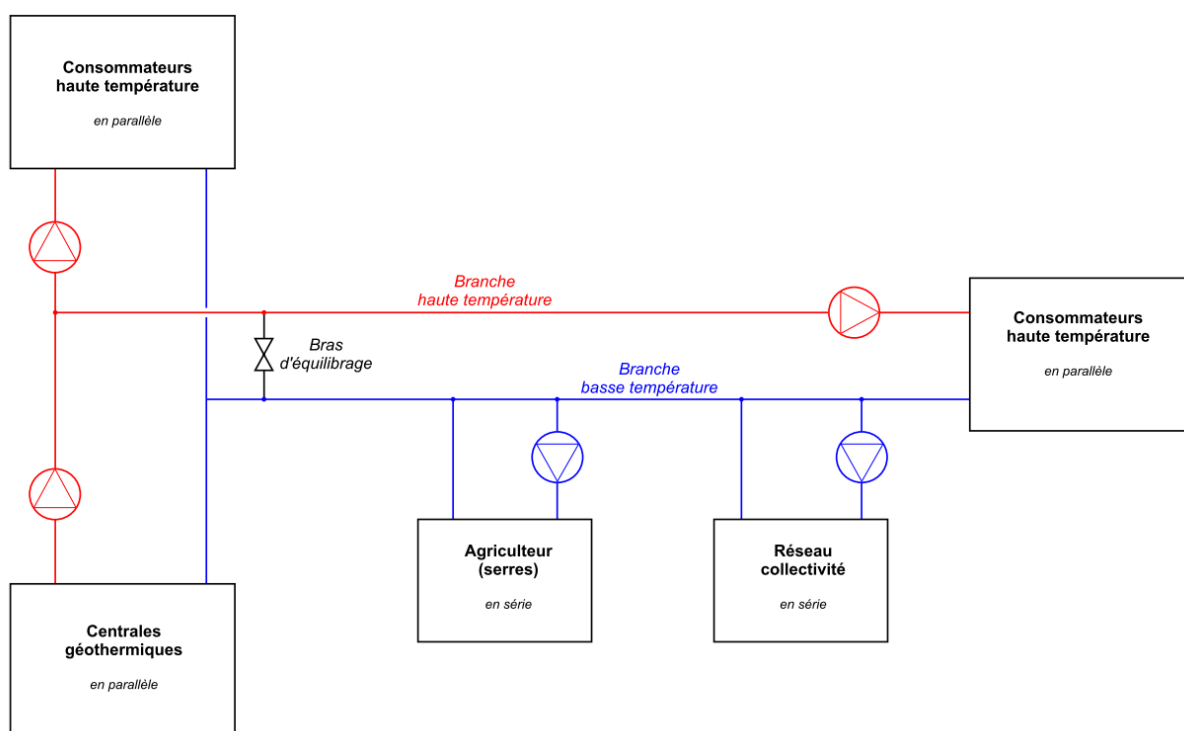 Consommateurs
haute température
en parallèle
Branche
haute température
Consommateurs
haute température
en parallèle
Bras
d'équilibrage
Branche
basse température
Agriculteur
(serres)
en série
Réseau
collectivité
en série
Centrales
géothermiques
en parallèle